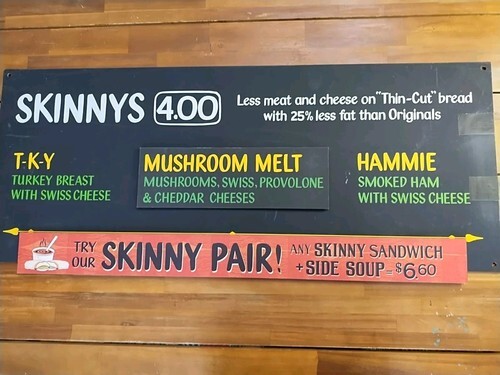 SKINNYS 4.00
Less meat and cheese on "Thin-Cut" bread
with 25% less fat than Originals
T-K-Y
TURKEY BREAST
WITH SWISS CHEESE
MUSHROOM MELT
MUSHROOMS, SWISS, PROVOLONE
& CHEDDAR CHEESES
HAMMIE
SMOKED HAM
WITH SWISS CHEESE
TRY
OUR SKINNY PAIR!
ANY SKINNY SANDWICH
+ SIDE SOUP = $6.60